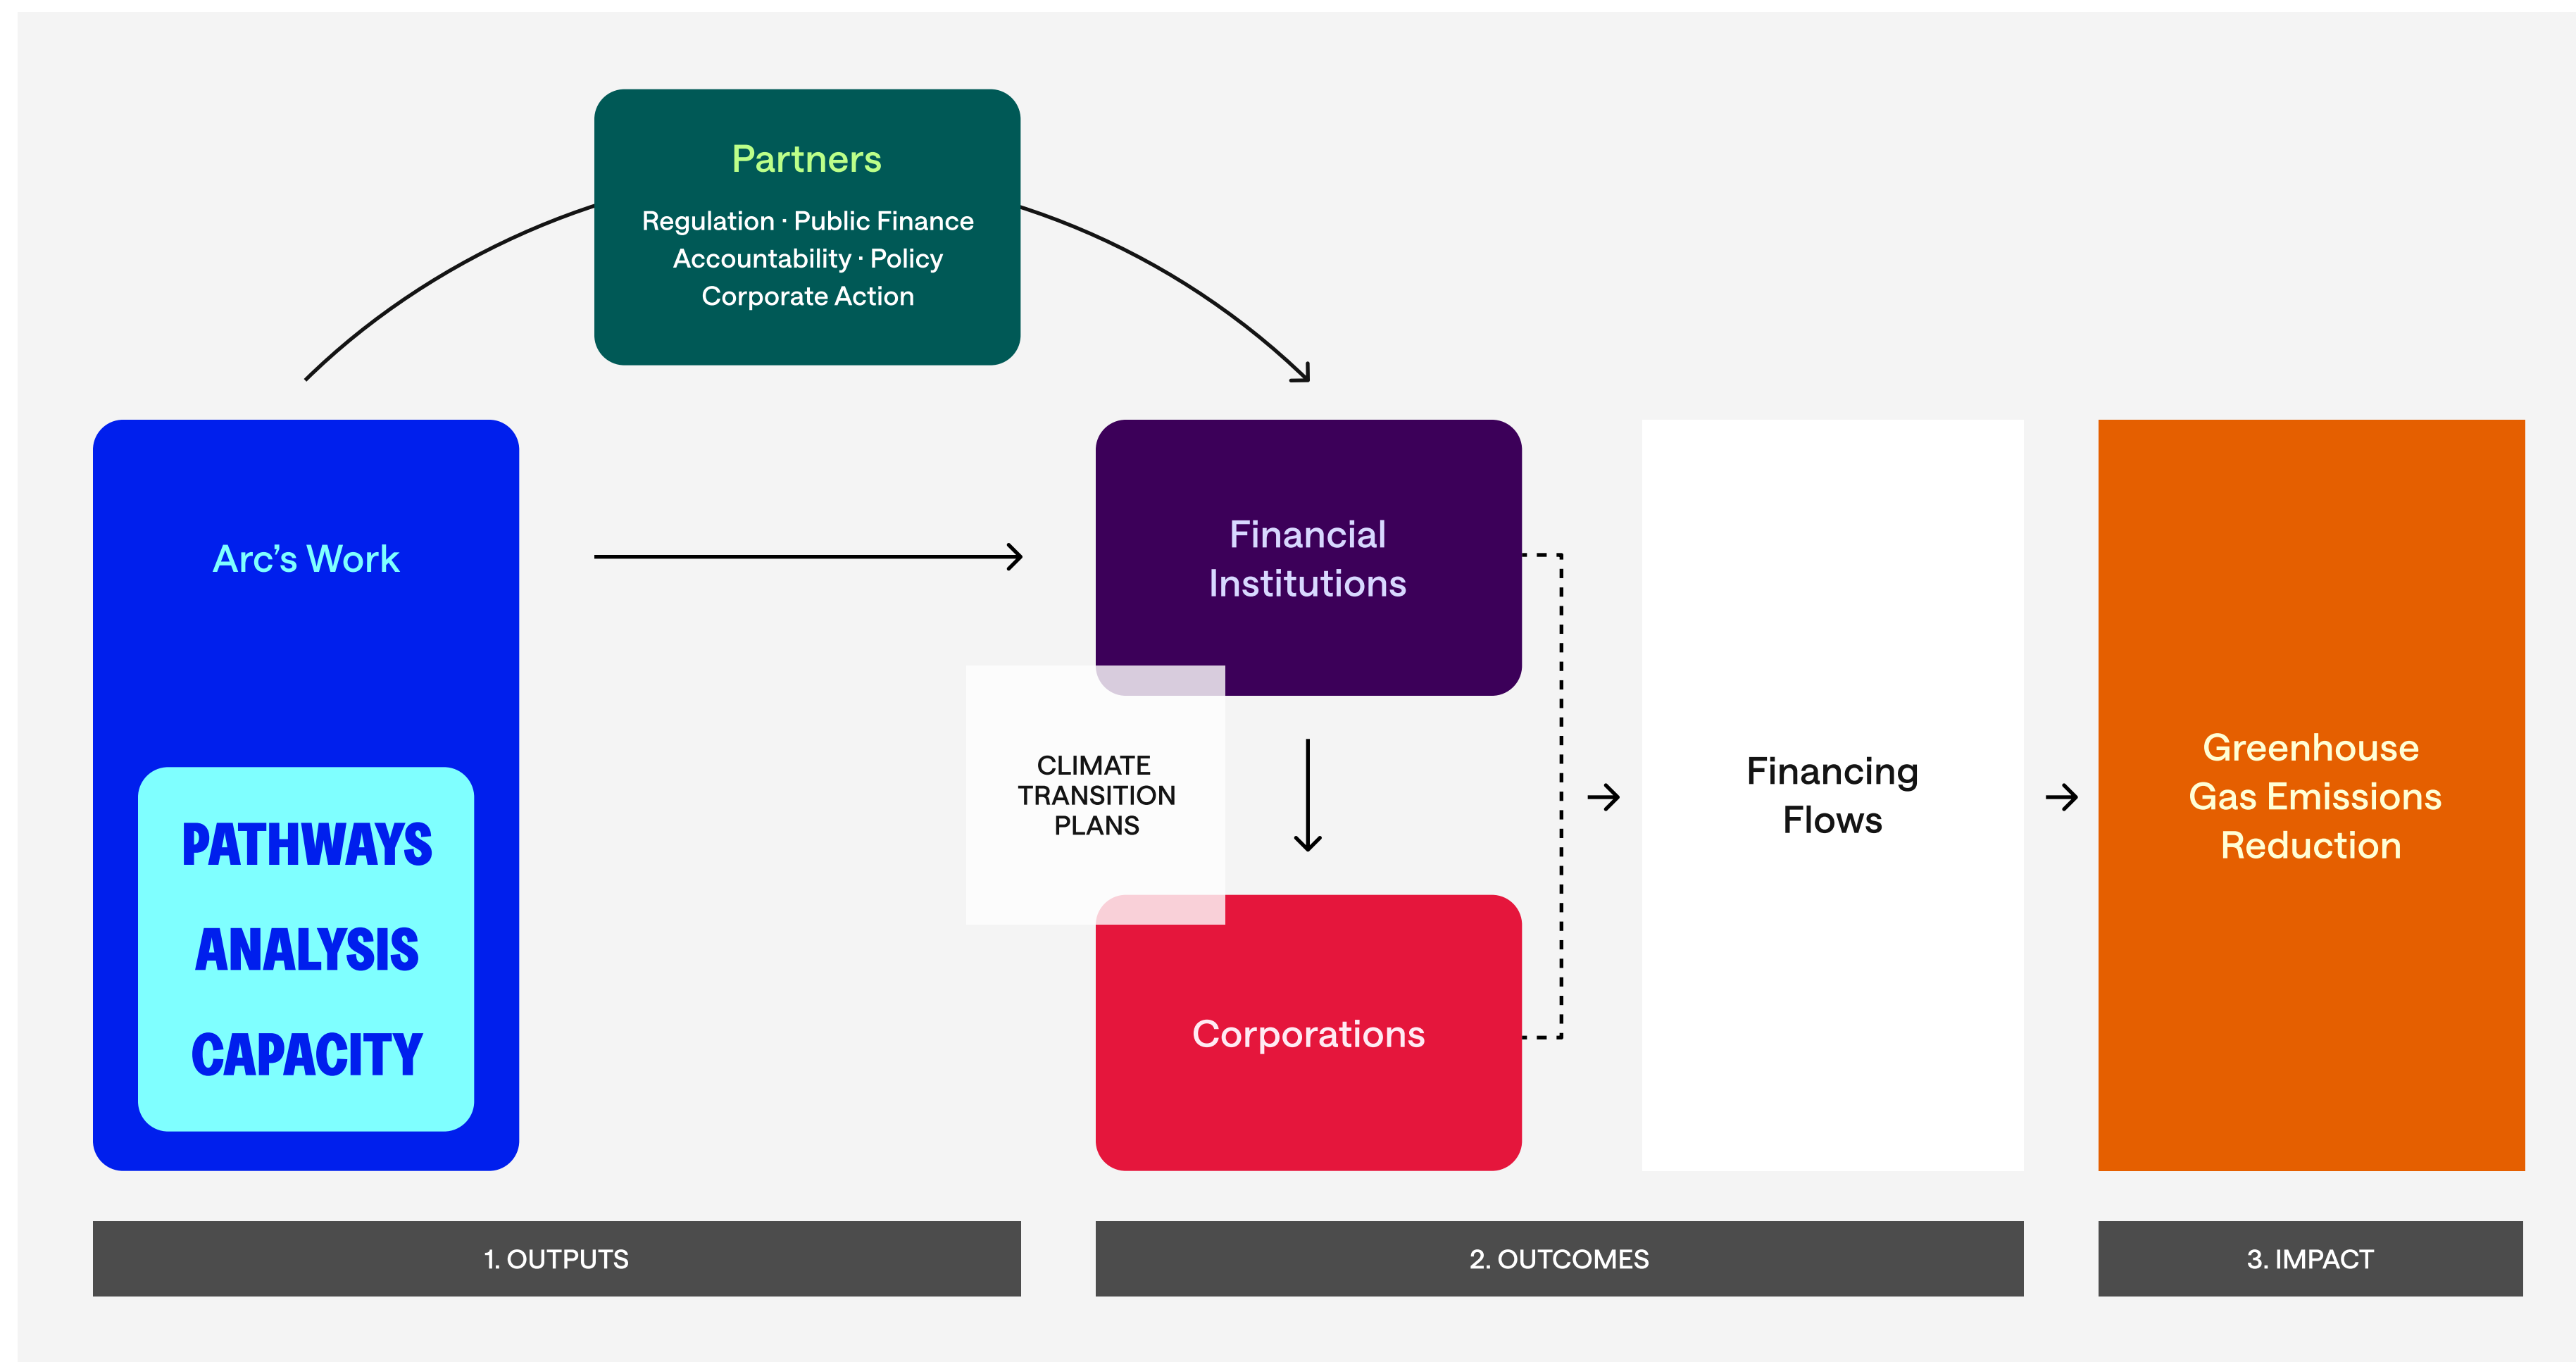 Partners
Regulation · Public Finance
Accountability · Policy
Corporate Action
Arc’s Work
PATHWAYS
ANALYSIS
CAPACITY
Financial
Institutions
CLIMATE
TRANSITION
PLANS
Corporations
Financing
Flows
Greenhouse
Gas Emissions
Reduction
1. OUTPUTS
2. OUTCOMES
3. IMPACT